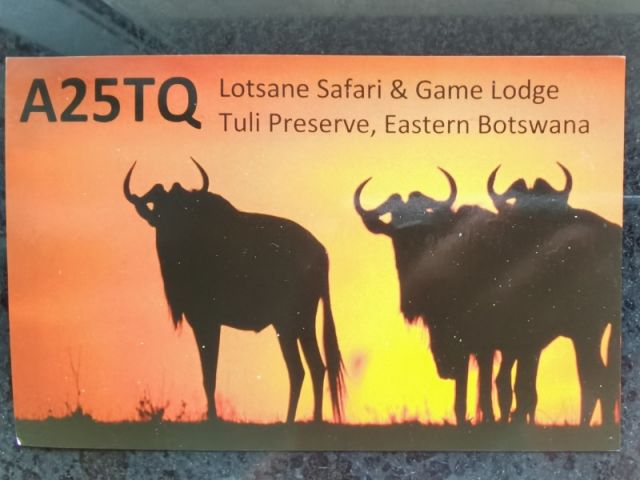 A25TQ
Lotsane Safari & Game Lodge
Tuli Preserve, Eastern Botswana